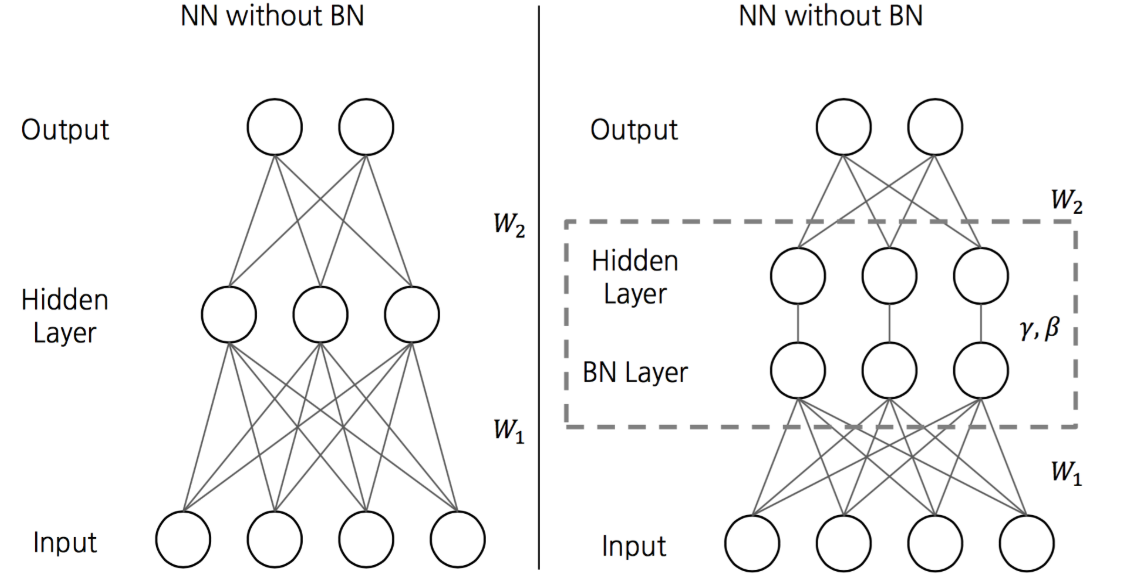 NN without BN
Output
W₂
Hidden
Layer
W₁
Input
NN without BN
Output
W₂
Hidden
Layer
γ, β
BN Layer
W₁
Input